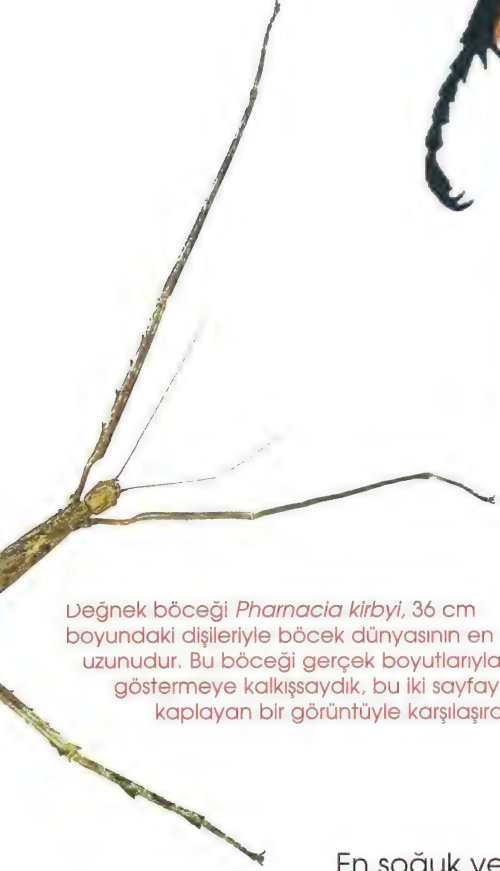 Değnek böceği Pharnacia kirbyi, 36 cm
boyundaki dişileriyle böcek dünyasının en
uzunudur. Bu böceği gerçek boyutlarıyla
göstermeye kalkışsaydık, bu iki sayfay
kaplayan bir görüntüyle karşılaşırd
En soğuk ve